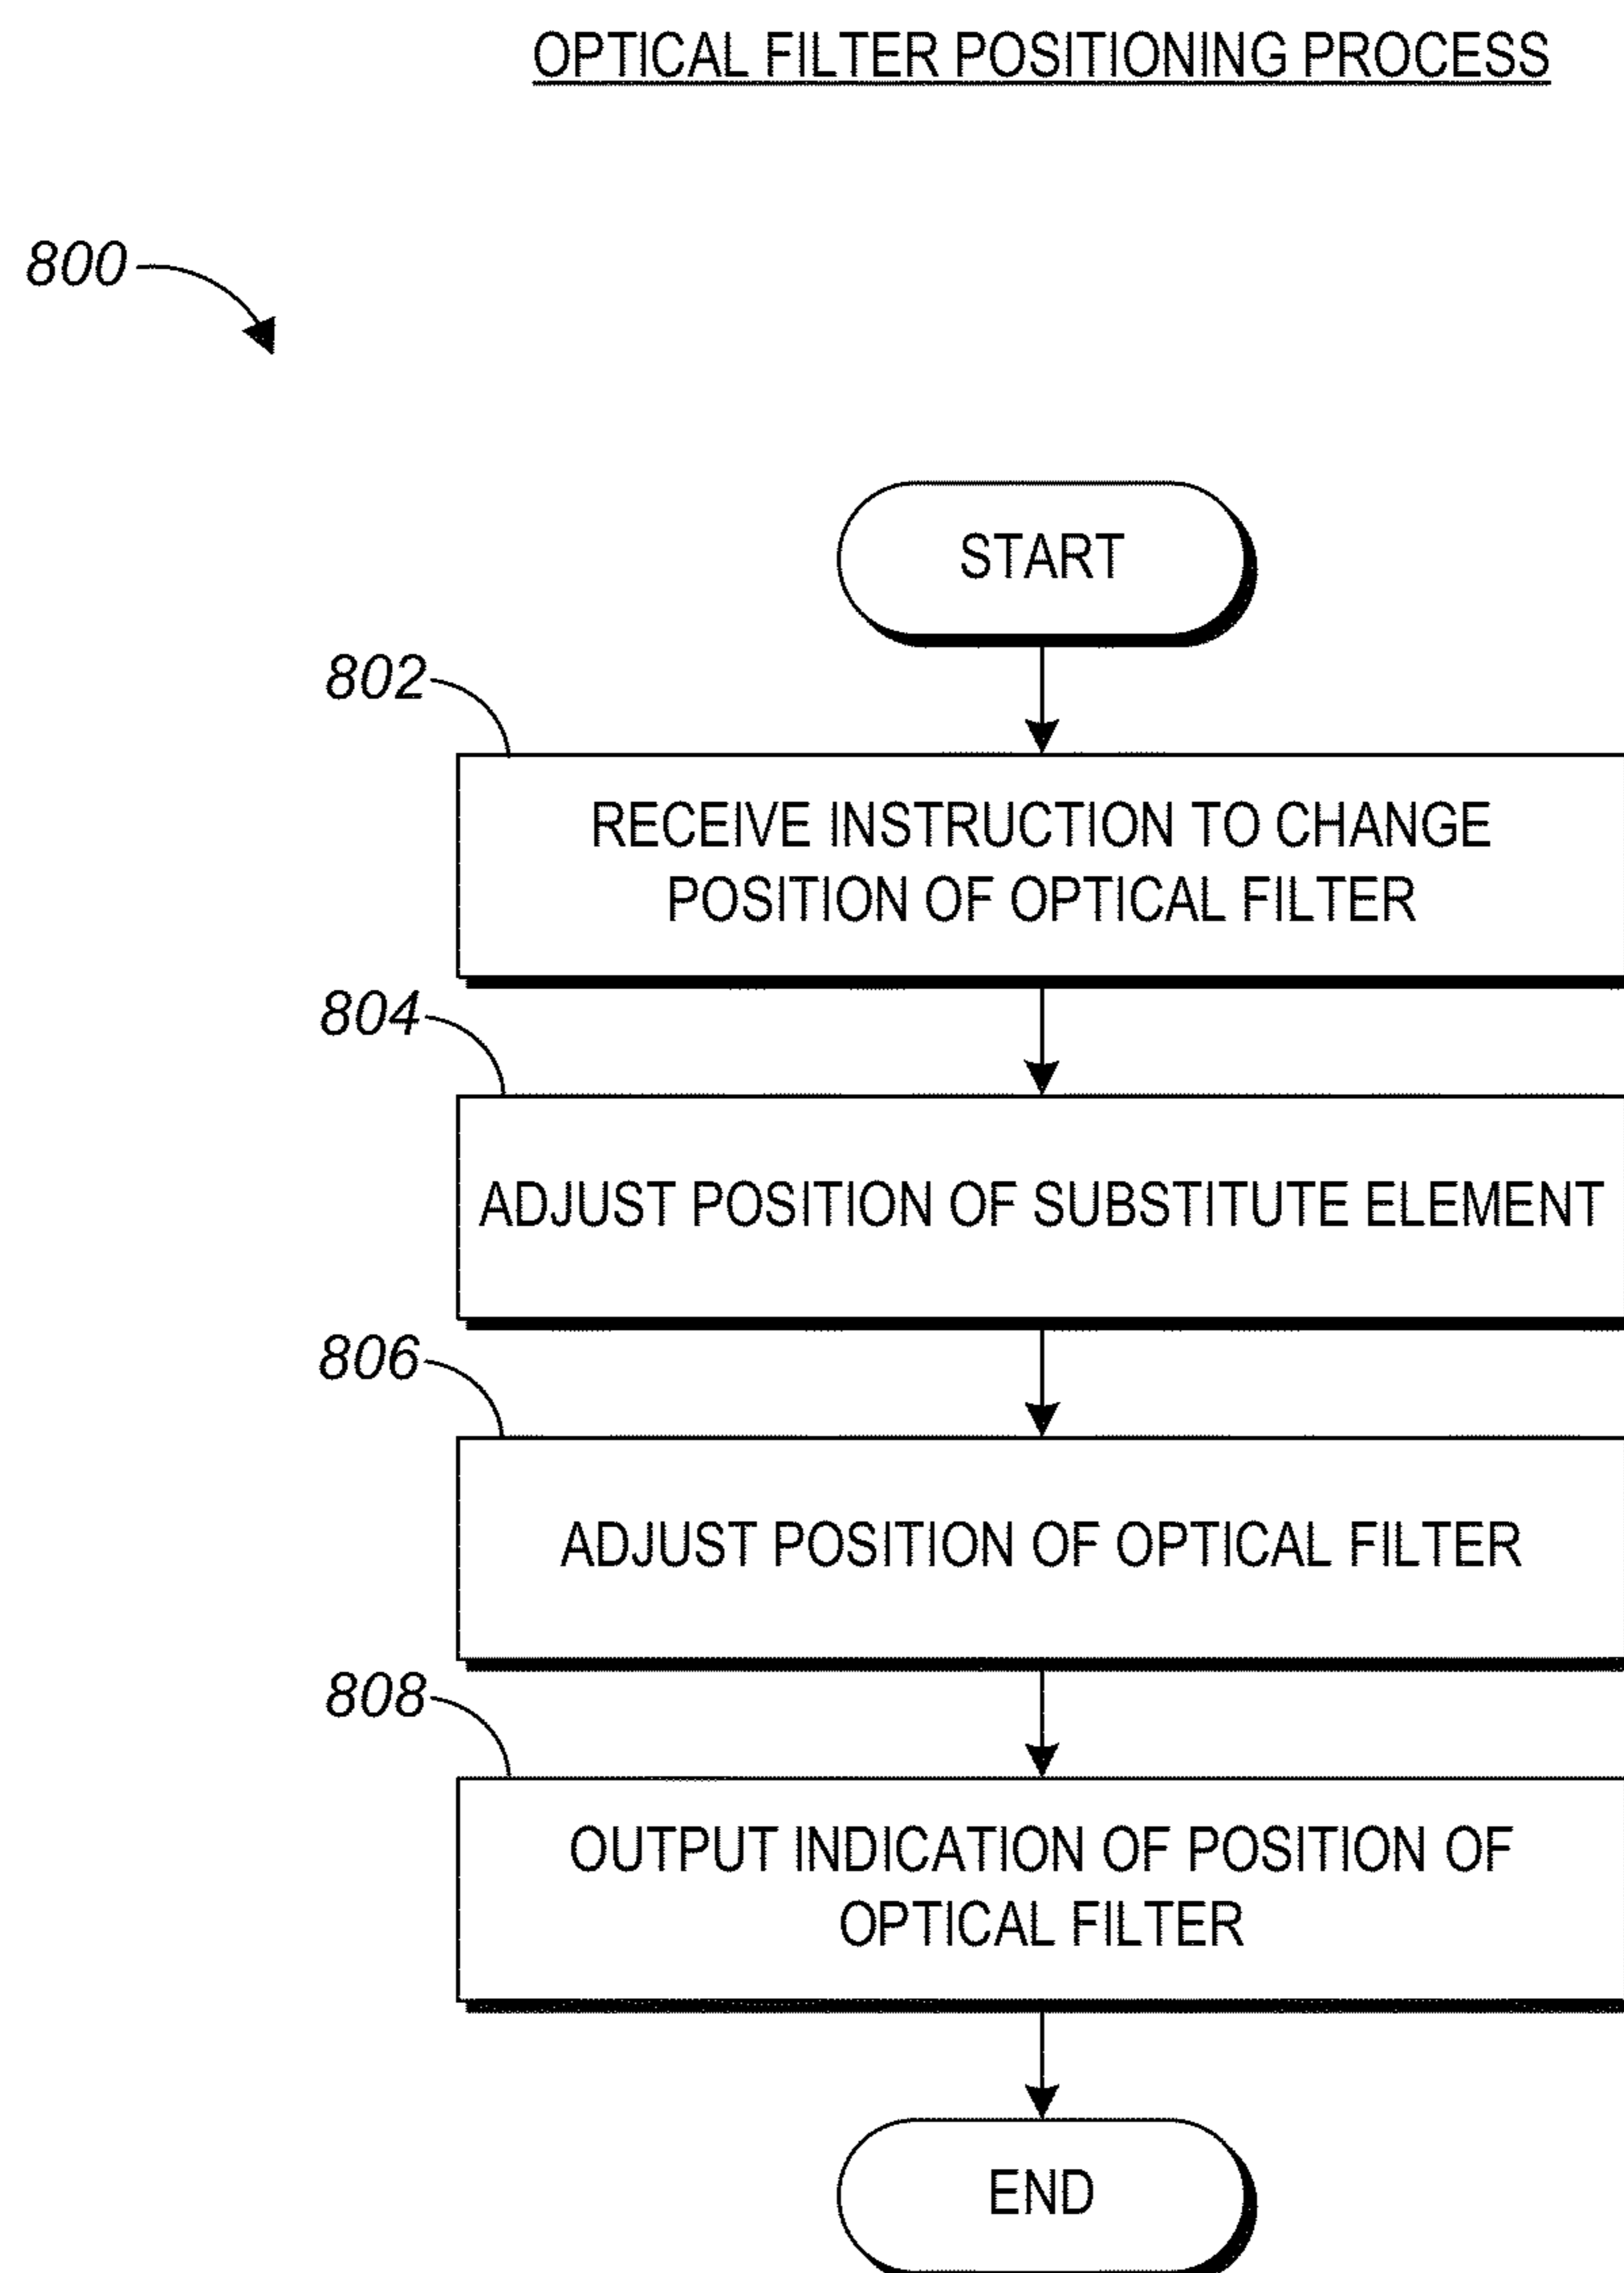 OPTICAL FILTER POSITIONING PROCESS
800
START
802
RECEIVE INSTRUCTION TO CHANGE
POSITION OF OPTICAL FILTER
804
ADJUST POSITION OF SUBSTITUTE ELEMENT
806
ADJUST POSITION OF OPTICAL FILTER
808
OUTPUT INDICATION OF POSITION OF
OPTICAL FILTER
END